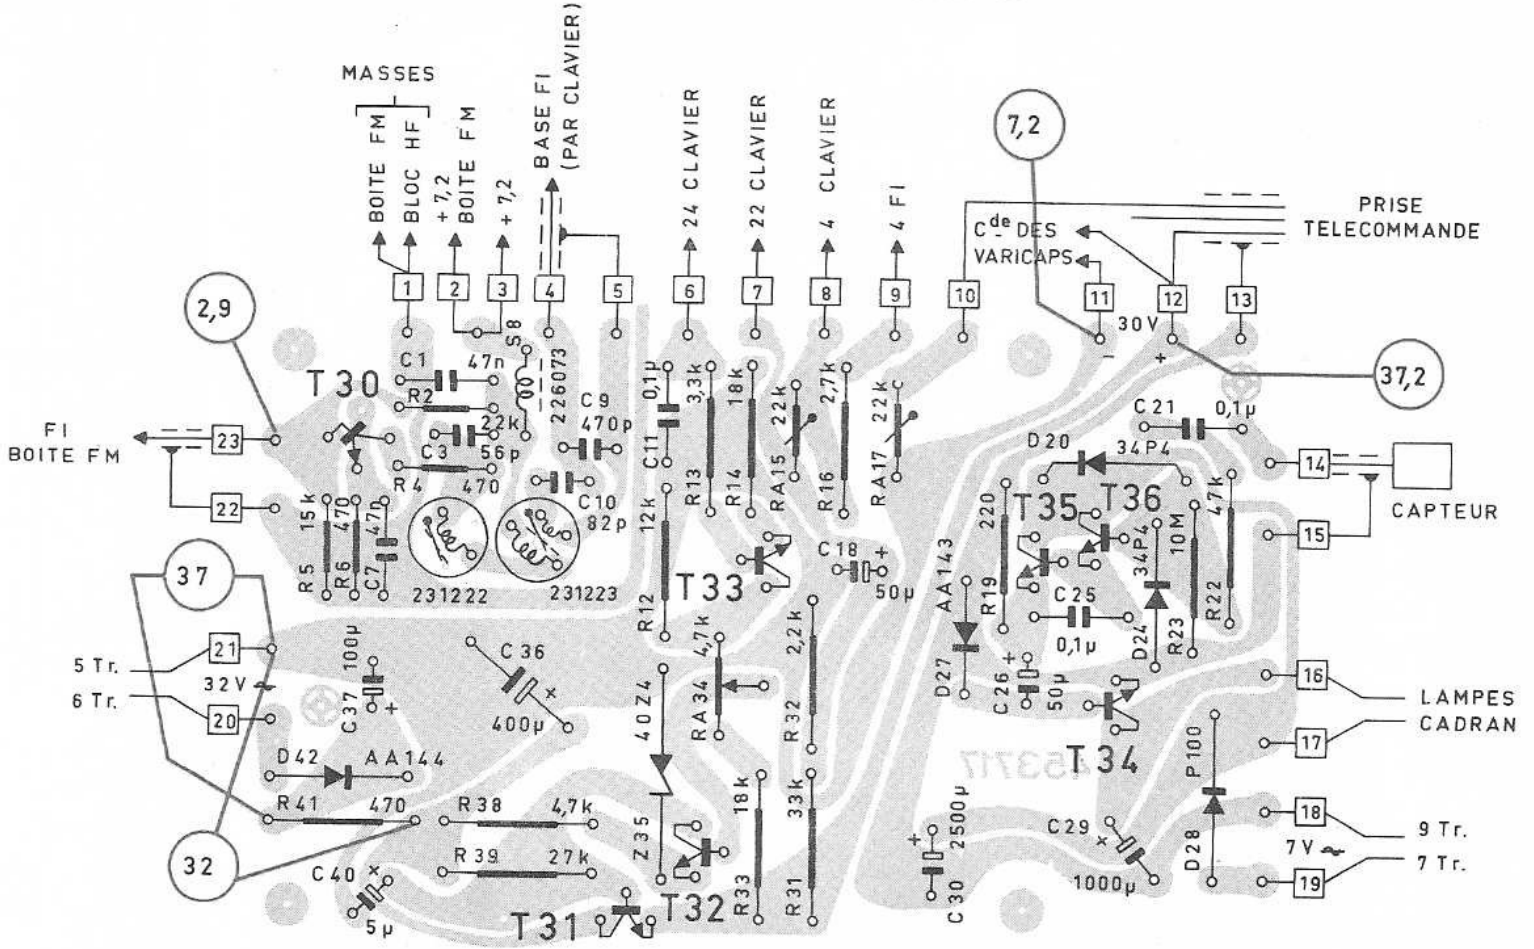 MASSES
BOITE FM
BLOC HF
+ 7,2
BOITE FM
+ 7,2
BASE FI
(PAR CLAVIER)
24 CLAVIER
22 CLAVIER
4 CLAVIER
4 FI
7,2
Cde DES
VARICAPS
PRISE
TELECOMMANDE
1
2
3
4
5
6
7
8
9
10
11
12
13
30V
-
+
2,9
37,2
T30
C1
47n
R2
22k
C3
56p
R4
470
S8
226073
C9
470p
C10
82p
0,1µ
C11
3,3k
R13
18k
R14
22k
RA15
2,7k
R16
22k
RA17
C21
0,1µ
D20
34P4
FI
BOITE FM
23
22
14
CAPTEUR
15
15k
R5
470
R6
47n
C7
231222
231223
12k
R12
T33
C18
+
50µ
AA143
D27
220
R19
T35
T36
C25
0,1µ
34P4
D24
10M
R23
47k
R22
37
5 Tr.
21
32V
6 Tr.
20
100µ
C37
+
C36
+
400µ
40Z4
Z35
4,7k
RA34
2,2k
R32
C26
+
50µ
T34
453717
16
LAMPES
CADRAN
17
D42
AA144
R41
470
R38
4,7k
R39
27k
32
C40
+
5µ
T31
T32
18k
R33
33k
R31
+
2500µ
C30
C29
+
1000µ
P100
D28
18
9 Tr.
7V
7 Tr.
19